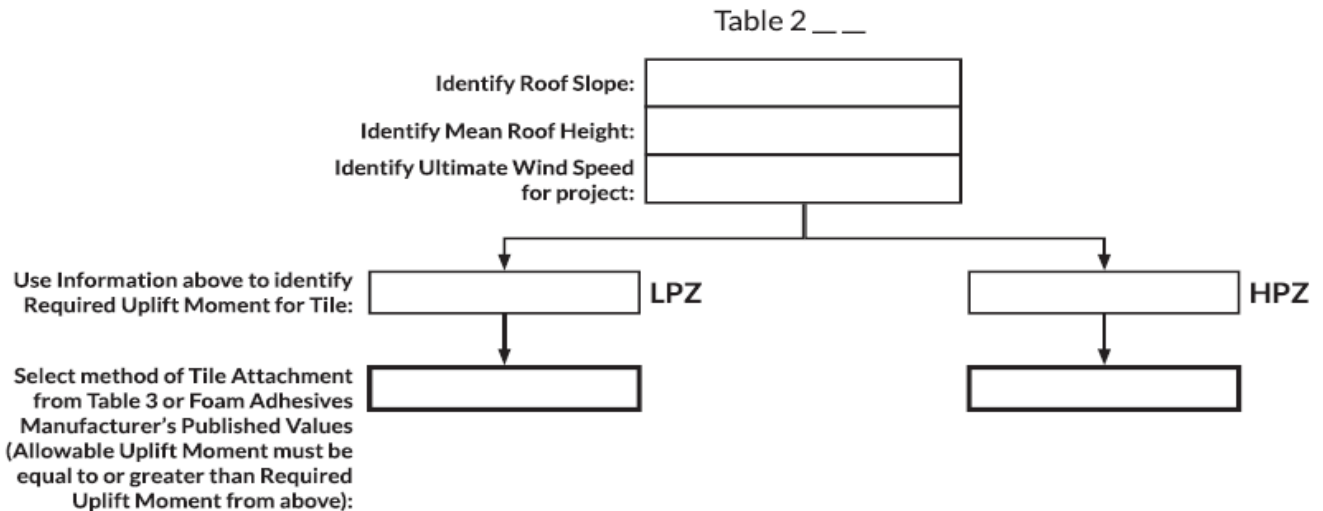 Table 2 __ __
Identify Roof Slope:
Identify Mean Roof Height:
Identify Ultimate Wind Speed
for project:
Use Information above to identify
Required Uplift Moment for Tile:
LPZ
HPZ
Select method of Tile Attachment
from Table 3 or Foam Adhesives
Manufacturer's Published Values
(Allowable Uplift Moment must be
equal to or greater than Required
Uplift Moment from above):